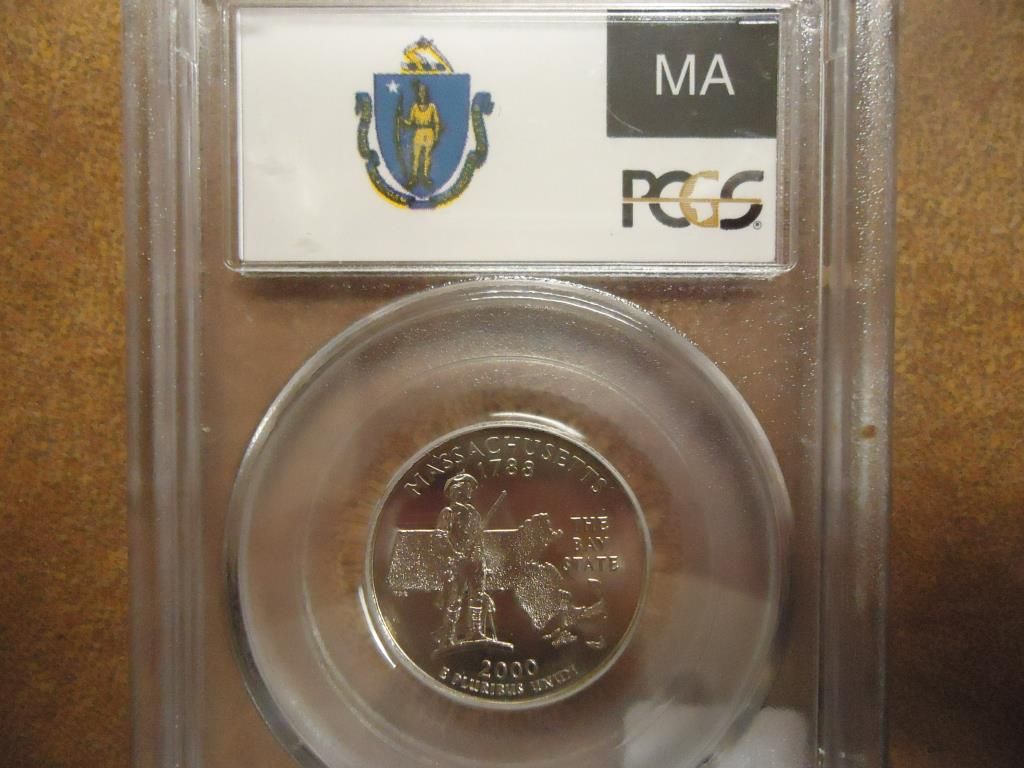 MA
PCGS®
MASSACHUSETTS
1788
THE
BAY
STATE
2000
E PLURIBUS UNUM